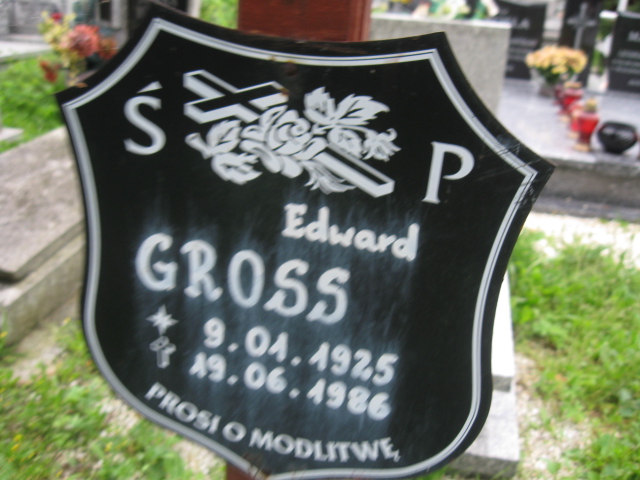 Ś P
Edward
GROSS
9.01.1925
19.06.1986
PROSI O MODLITWĘ